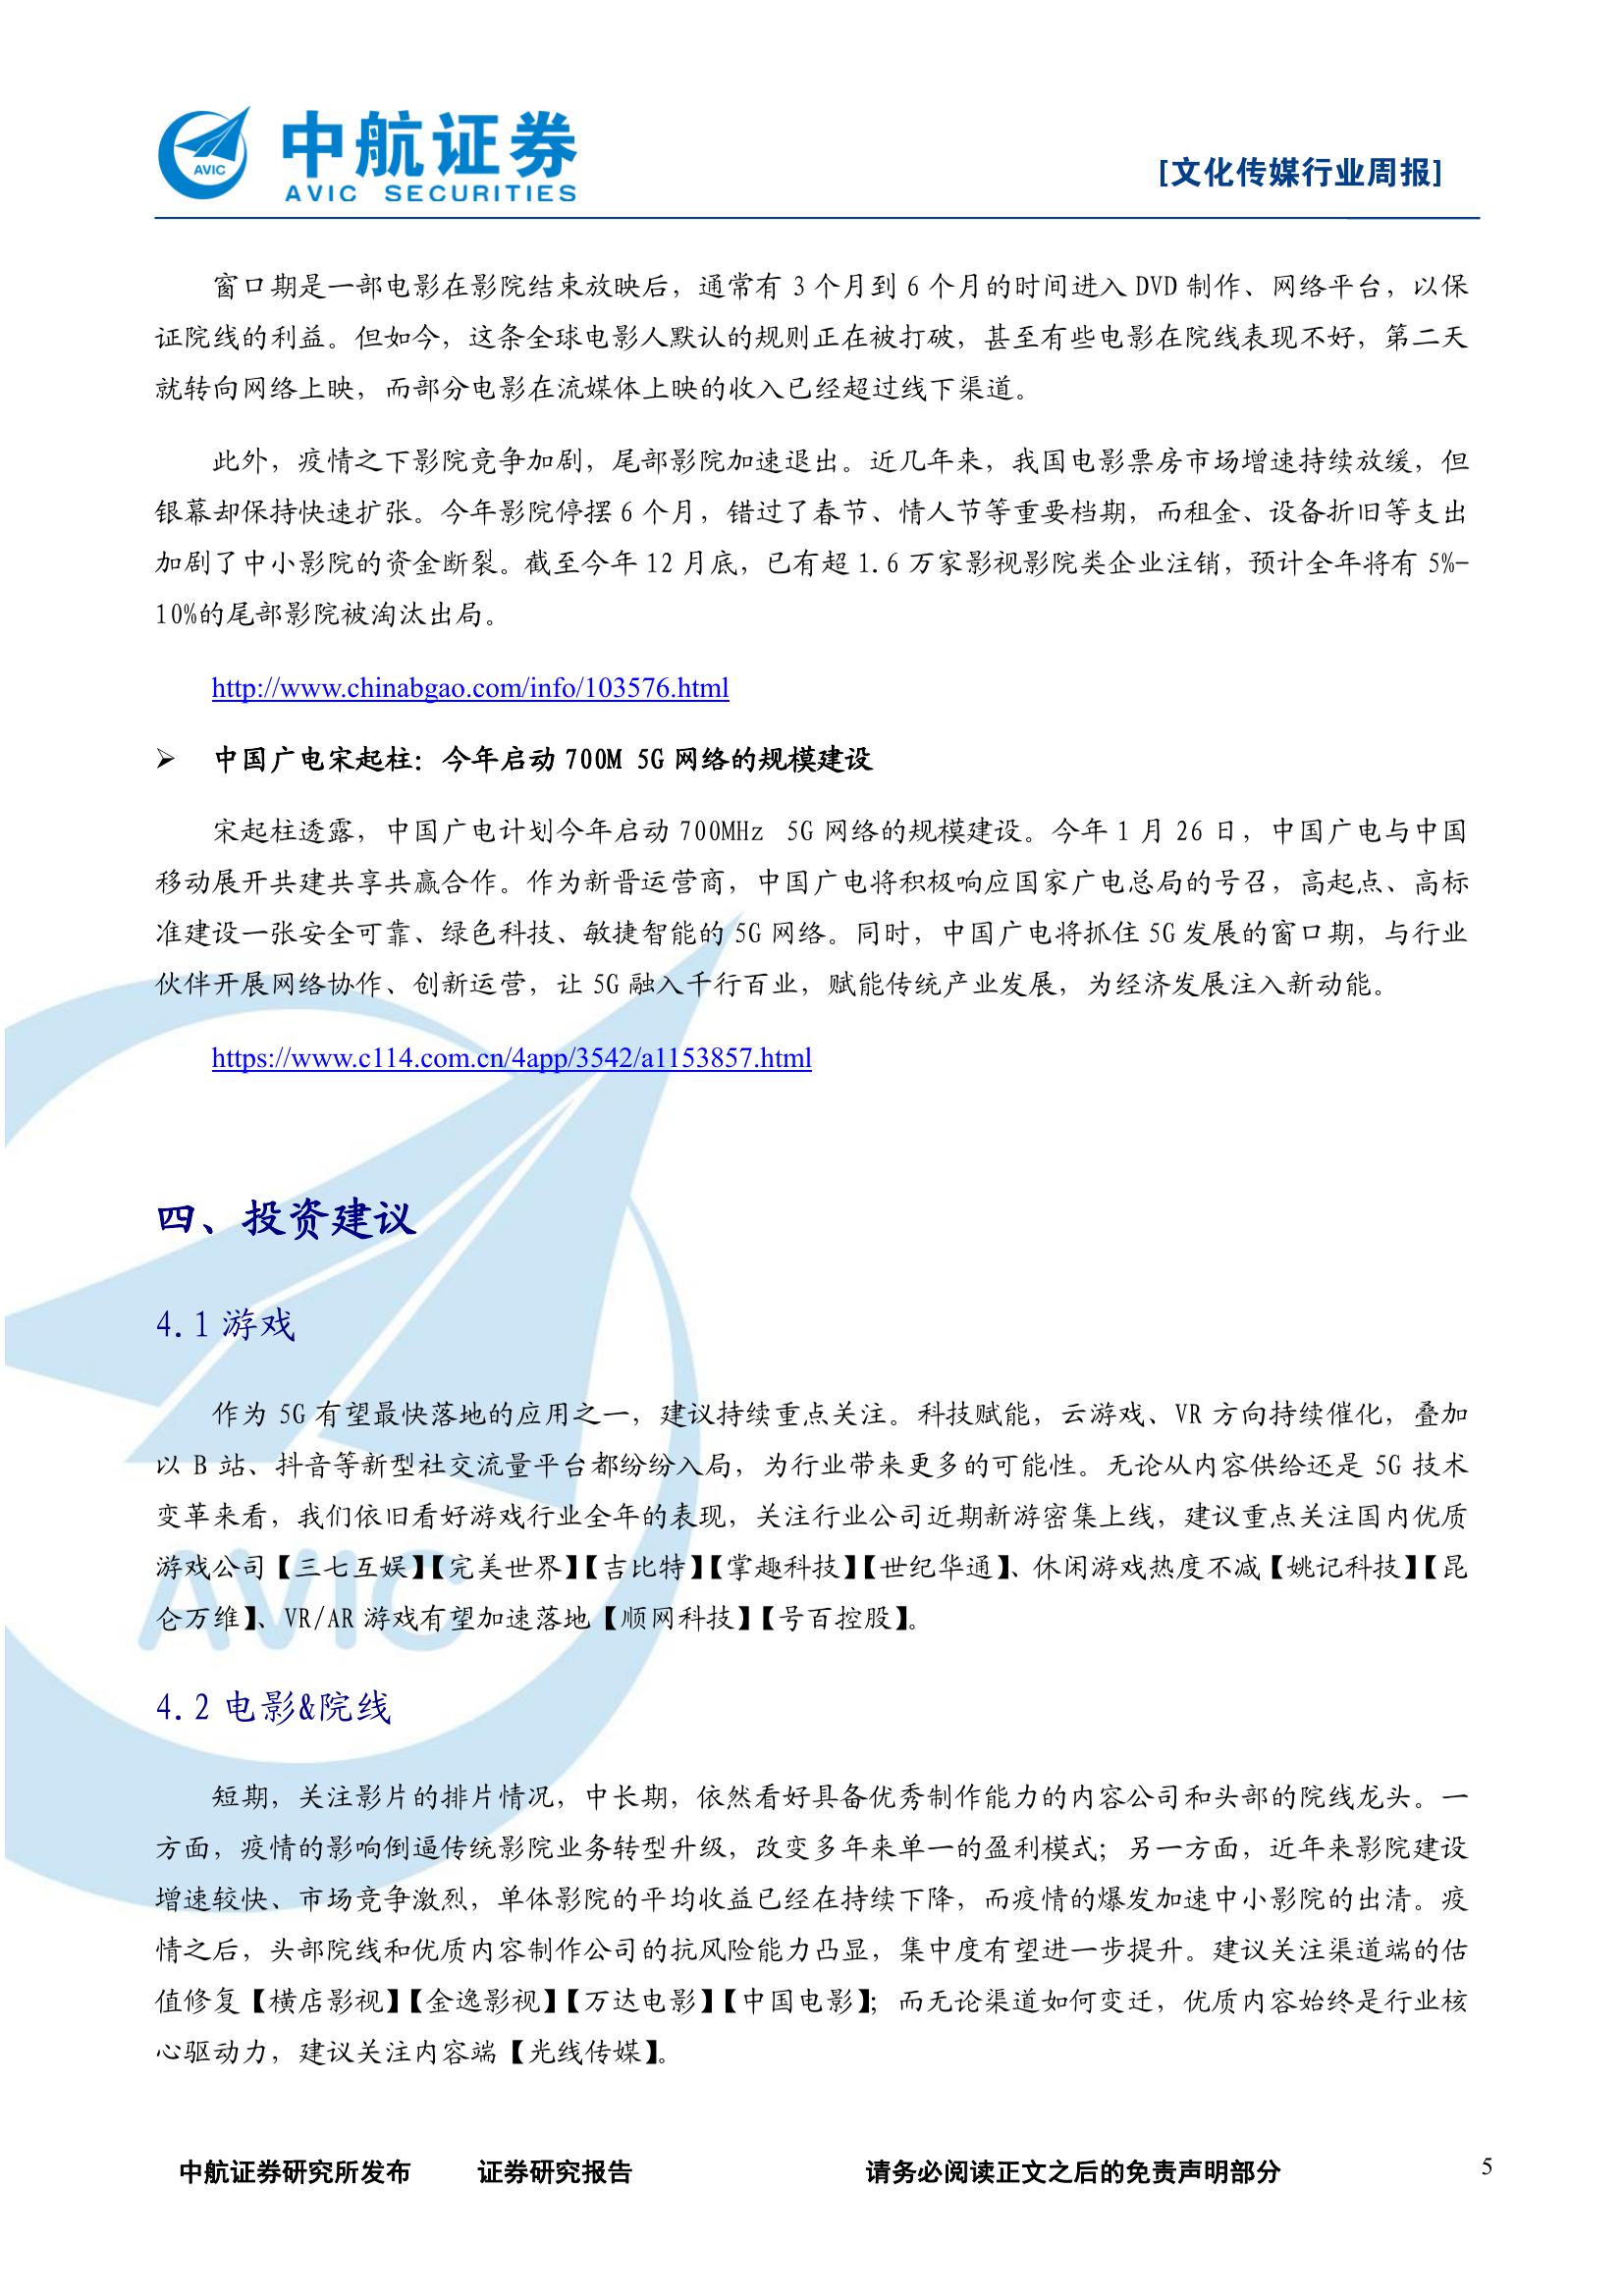 中航证券
AVIC SECURITIES
AVIC
[文化传媒行业周报]
窗口期是一部电影在影院结束放映后，通常有 3 个月到 6 个月的时间进入 DVD 制作、网络平台，以保
证院线的利益。但如今，这条全球电影人默认的规则正在被打破，甚至有些电影在院线表现不好，第二天
就转向网络上映，而部分电影在流媒体上映的收入已经超过线下渠道。
此外，疫情之下影院竞争加剧，尾部影院加速退出。近几年来，我国电影票房市场增速持续放缓，但
银幕却保持快速扩张。今年影院停摆 6 个月，错过了春节、情人节等重要档期，而租金、设备折旧等支出
加剧了中小影院的资金断裂。截至今年 12 月底，已有超 1.6 万家影视影院类企业注销，预计全年将有 5%-
10%的尾部影院被淘汰出局。
http://www.chinabgao.com/info/103576.html
➢ 中国广电宋起柱：今年启动 700M 5G 网络的规模建设
宋起柱透露，中国广电计划今年启动 700MHz 5G 网络的规模建设。今年 1 月 26 日，中国广电与中国
移动展开共建共享共赢合作。作为新晋运营商，中国广电将积极响应国家广电总局的号召，高起点、高标
准建设一张安全可靠、绿色科技、敏捷智能的 5G 网络。同时，中国广电将抓住 5G 发展的窗口期，与行业
伙伴开展网络协作、创新运营，让 5G 融入千行百业，赋能传统产业发展，为经济发展注入新动能。
https://www.c114.com.cn/4app/3542/a1153857.html
四、投资建议
4.1 游戏
作为 5G 有望最快落地的应用之一，建议持续重点关注。科技赋能，云游戏、VR 方向持续催化，叠加
以 B 站、抖音等新型社交流量平台都纷纷入局，为行业带来更多的可能性。无论从内容供给还是 5G 技术
变革来看，我们依旧看好游戏行业全年的表现，关注行业公司近期新游密集上线，建议重点关注国内优质
游戏公司【三七互娱】【完美世界】【吉比特】【掌趣科技】【世纪华通】、休闲游戏热度不减【姚记科技】【昆
仑万维】、VR/AR 游戏有望加速落地【顺网科技】【号百控股】。
AVIC
4.2 电影&院线
短期，关注影片的排片情况，中长期，依然看好具备优秀制作能力的内容公司和头部的院线龙头。一
方面，疫情的影响倒逼传统影院业务转型升级，改变多年来单一的盈利模式；另一方面，近年来影院建设
增速较快、市场竞争激烈，单体影院的平均收益已经在持续下降，而疫情的爆发加速中小影院的出清。疫
情之后，头部院线和优质内容制作公司的抗风险能力凸显，集中度有望进一步提升。建议关注渠道端的估
值修复【横店影视】【金逸影视】【万达电影】【中国电影】；而无论渠道如何变迁，优质内容始终是行业核
心驱动力，建议关注内容端【光线传媒】。
中航证券研究所发布 证券研究报告 请务必阅读正文之后的免责声明部分 5